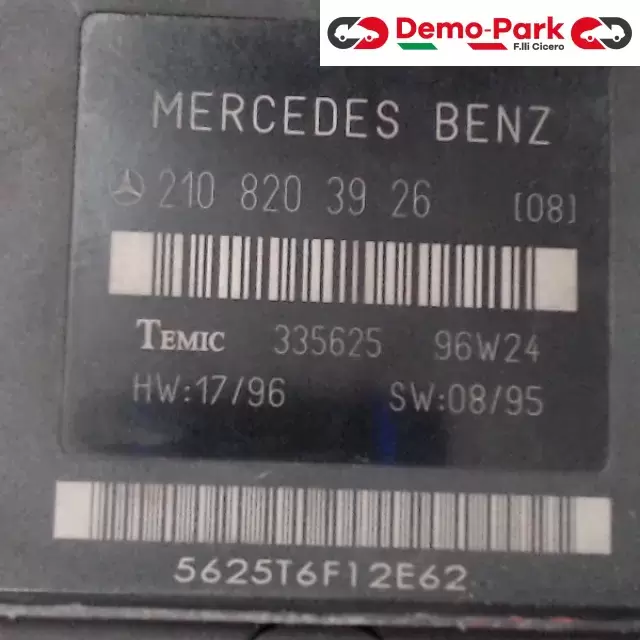 Demo-Park
F.lli Cicero
MERCEDES BENZ
210 820 39 26 [08]
TEMIC 335625 96W24
HW:17/96 SW:08/95
5625T6F12E62